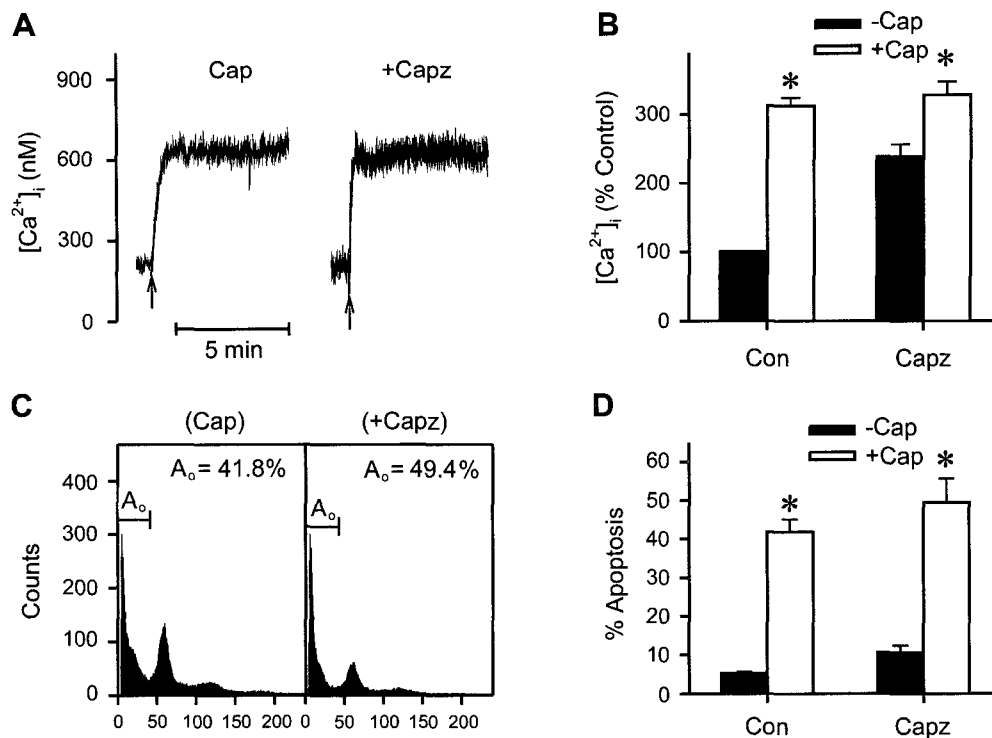 A
Cap
+Capz
900
600
300
0
[Ca²⁺]ᵢ (nM)
5 min
B
-Cap
+Cap
*
*
300
200
100
0
[Ca²⁺]ᵢ (% Control)
Con
Capz
C
(Cap)
(+Capz)
Aₒ = 41.8%
Aₒ = 49.4%
Aₒ
Aₒ
400
300
200
100
0
Counts
0 50 100 150 200
0 50 100 150 200
D
-Cap
+Cap
*
*
60
50
40
30
20
10
0
% Apoptosis
Con
Capz